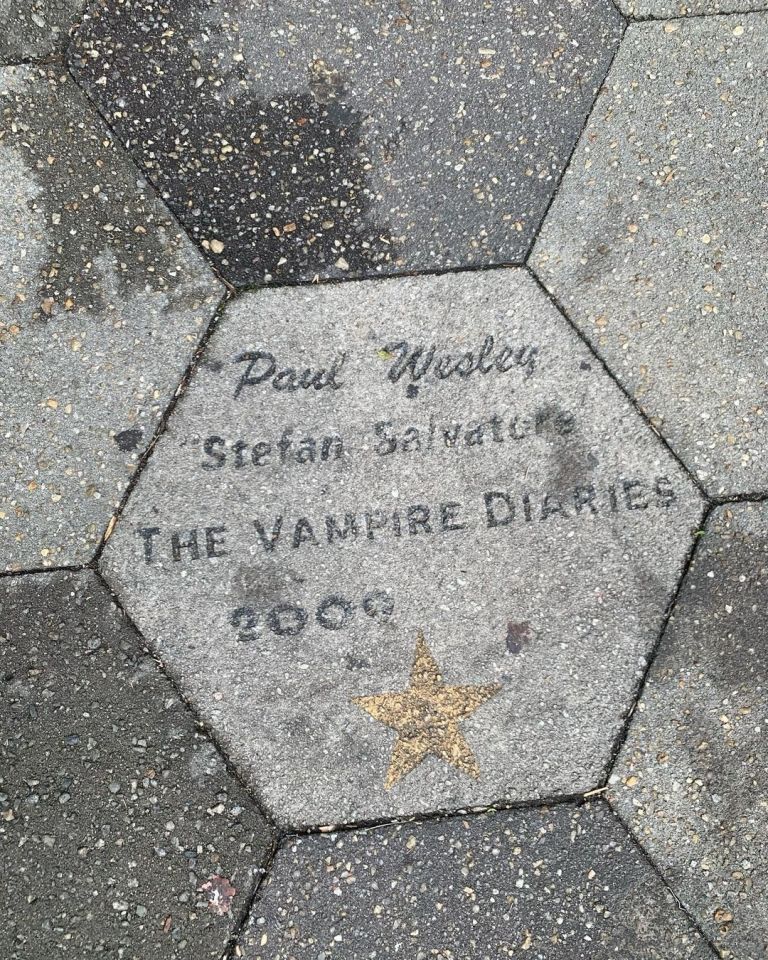 Paul Wesley
"Stefan Salvatore"
THE VAMPIRE DIARIES
2009